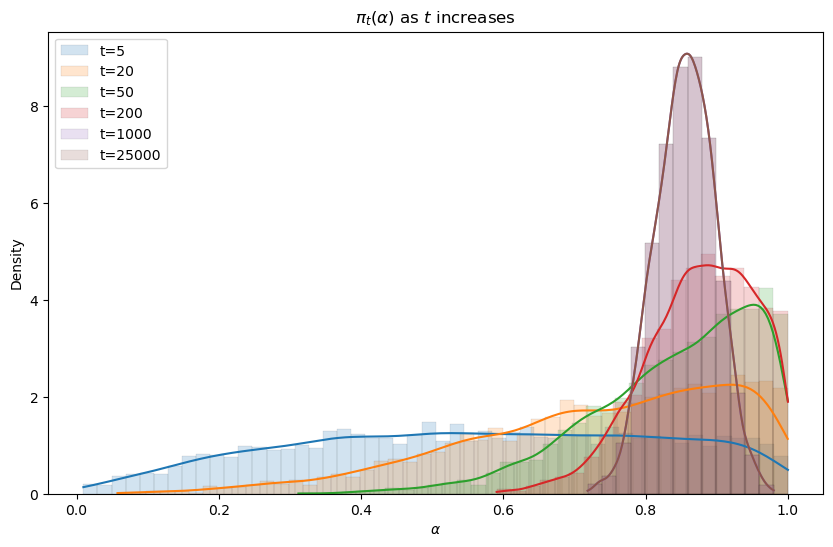 π_t(α) as t increases
t=5
t=20
t=50
t=200
t=1000
t=25000
Density
8
6
4
2
0
0.0 0.2 0.4 0.6 0.8 1.0
α